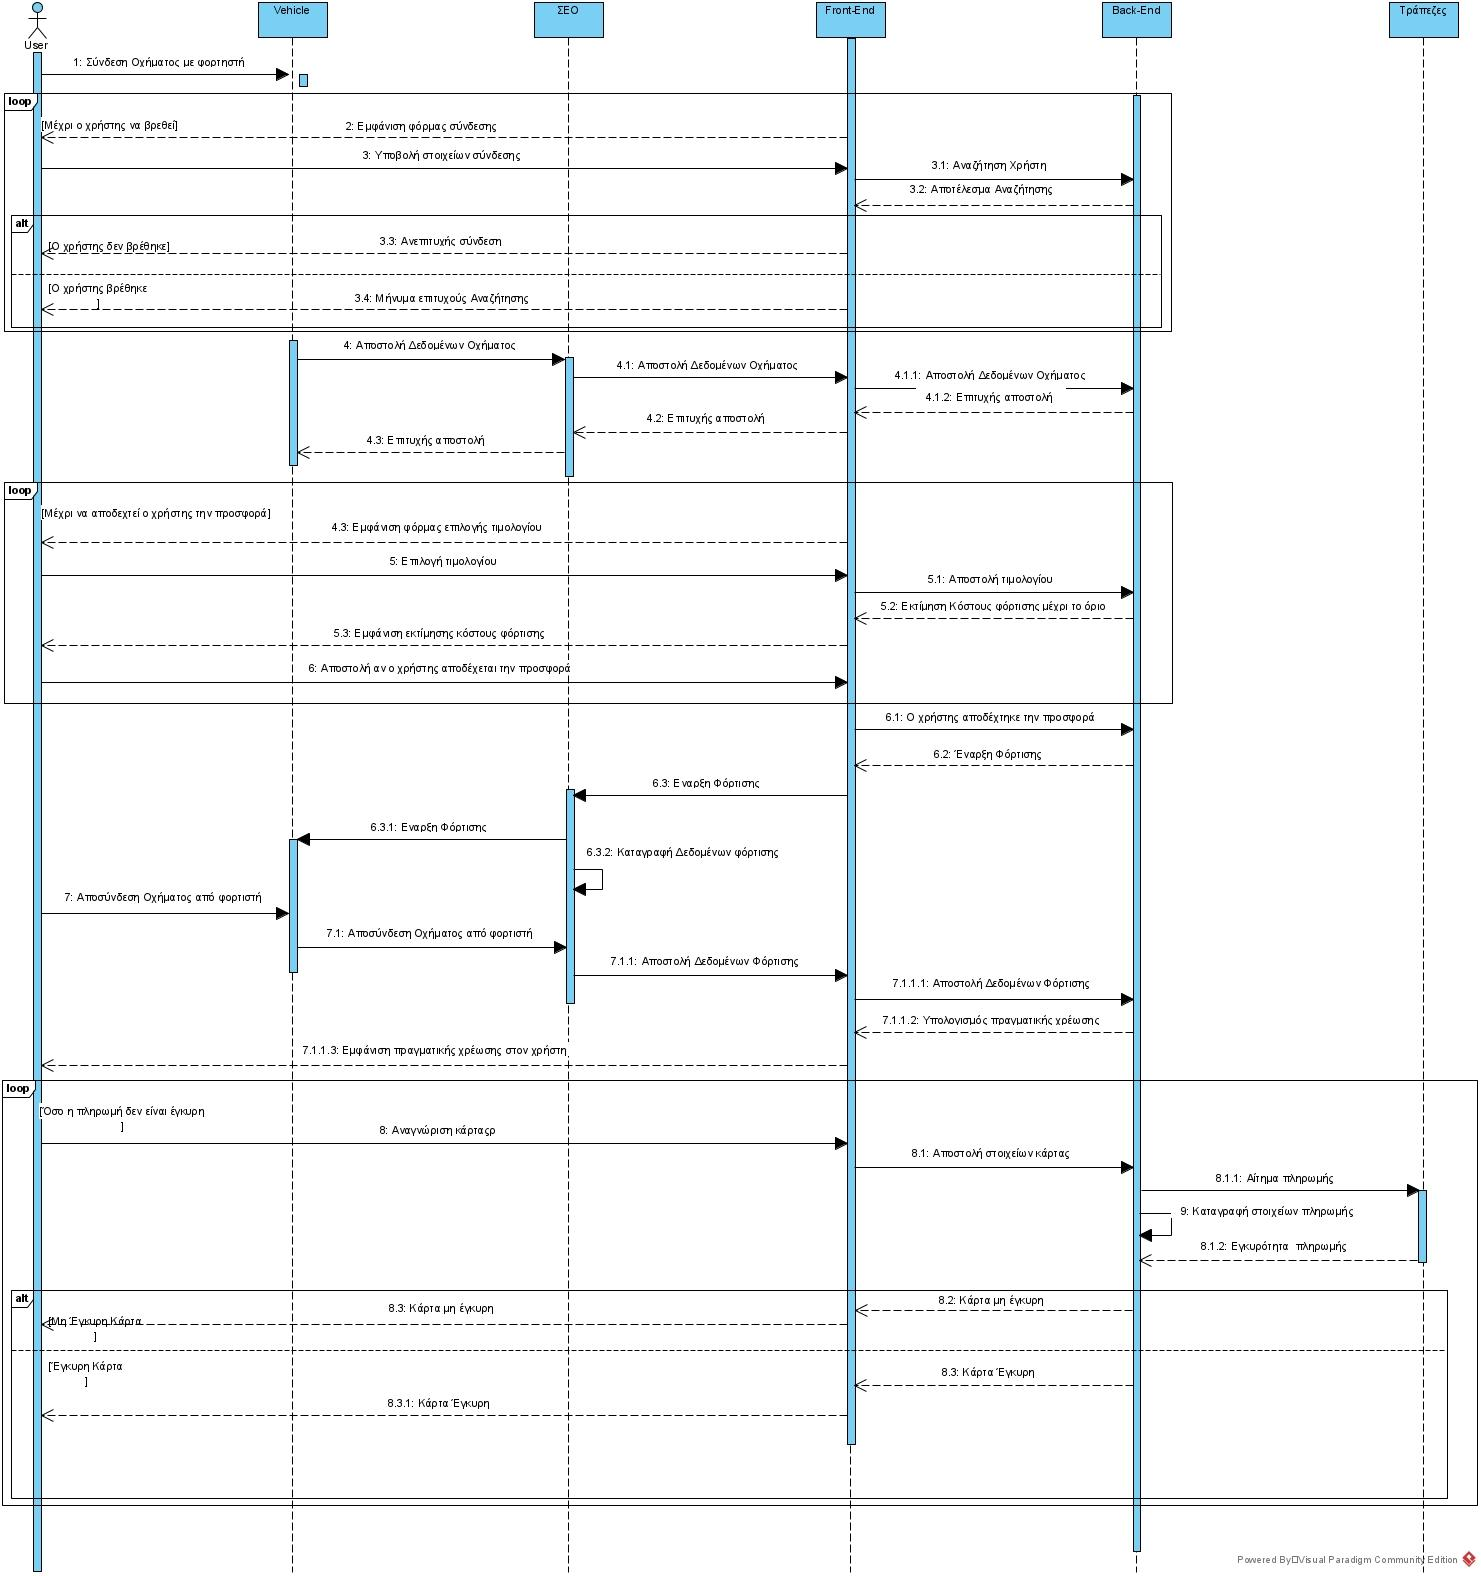 User
Vehicle
ΣΕΟ
Front-End
Back-End
Τράπεζες
1: Σύνδεση Οχήματος με φορτηστή
loop
[Μέχρι ο χρήστης να βρεθεί]
2: Εμφάνιση φόρμας σύνδεσης
3: Υποβολή στοιχείων σύνδεσης
3.1: Αναζήτηση Χρήστη
3.2: Αποτέλεσμα Αναζήτησης
alt
[Ο χρήστης δεν βρέθηκε]
3.3: Ανεπιτυχής σύνδεση
[Ο χρήστης βρέθηκε
]
3.4: Μήνυμα επιτυχούς Αναζήτησης
4: Αποστολή Δεδομένων Οχήματος
4.1: Αποστολή Δεδομένων Οχήματος
4.1.1: Αποστολή Δεδομένων Οχήματος
4.1.2: Επιτυχής αποστολή
4.2: Επιτυχής αποστολή
4.3: Επιτυχής αποστολή
loop
[Μέχρι να αποδεχτεί ο χρήστης την προσφορά]
4.3: Εμφάνιση φόρμας επιλογής τιμολογίου
5: Επιλογή τιμολογίου
5.1: Αποστολή τιμολογίου
5.2: Εκτίμηση Κόστους φόρτισης μέχρι το όριο
5.3: Εμφάνιση εκτίμησης κόστους φόρτισης
6: Αποστολή αν ο χρήστης αποδέχεται την προσφορά
6.1: Ο χρήστης αποδέχτηκε την προσφορά
6.2: Έναρξη Φόρτισης
6.3: Εναρξη Φόρτισης
6.3.1: Εναρξη Φόρτισης
6.3.2: Καταγραφή Δεδομένων φόρτισης
7: Αποσύνδεση Οχήματος από φορτιστή
7.1: Αποσύνδεση Οχήματος από φορτιστή
7.1.1: Αποστολή Δεδομένων Φόρτισης
7.1.1.1: Αποστολή Δεδομένων Φόρτισης
7.1.1.2: Υπολογισμός πραγματικής χρέωσης
7.1.1.3: Εμφάνιση πραγματικής χρέωσης στον χρήστη
loop
[Όσο η πληρωμή δεν είναι έγκυρη
]
8: Αναγνώριση κάρταςρ
8.1: Αποστολή στοιχείων κάρτας
8.1.1: Αίτημα πληρωμής
9: Καταγραφή στοιχείων πληρωμής
8.1.2: Εγκυρότητα πληρωμής
alt
8.2: Κάρτα μη έγκυρη
8.3: Κάρτα μη έγκυρη
[Μη Έγκυρη Κάρτα
]
[Έγκυρη Κάρτα
]
8.3: Κάρτα Έγκυρη
8.3.1: Κάρτα Έγκυρη
Powered By□Visual Paradigm Community Edition